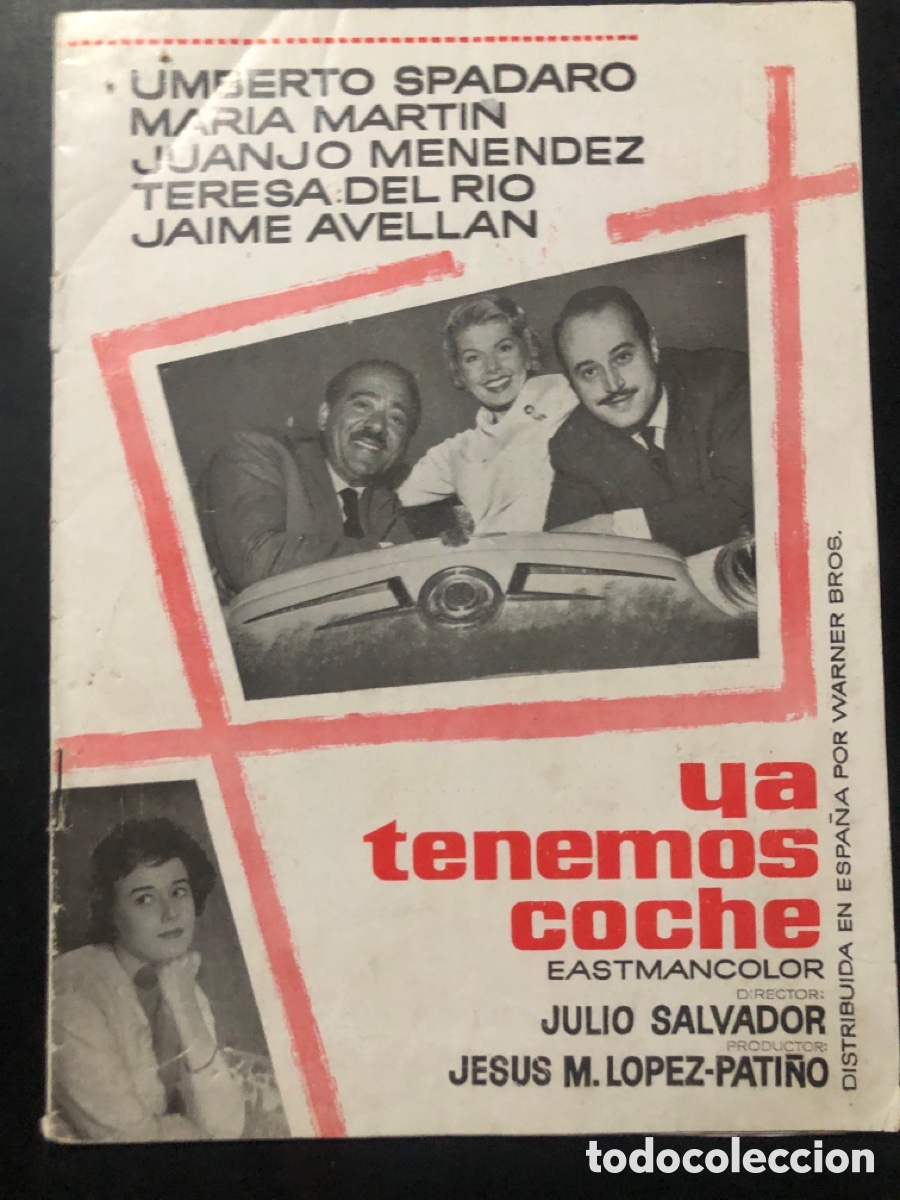 UMBERTO SPADARO
MARIA MARTIN
JUANJO MENENDEZ
TERESA DEL RIO
JAIME AVELLAN
DISTRIBUIDA EN ESPAÑA POR WARNER BROS.
ya
tenemos
coche
EASTMANCOLOR
DIRECTOR:
JULIO SALVADOR
PRODUCTOR:
JESUS M. LOPEZ-PATIÑO
todocoleccion